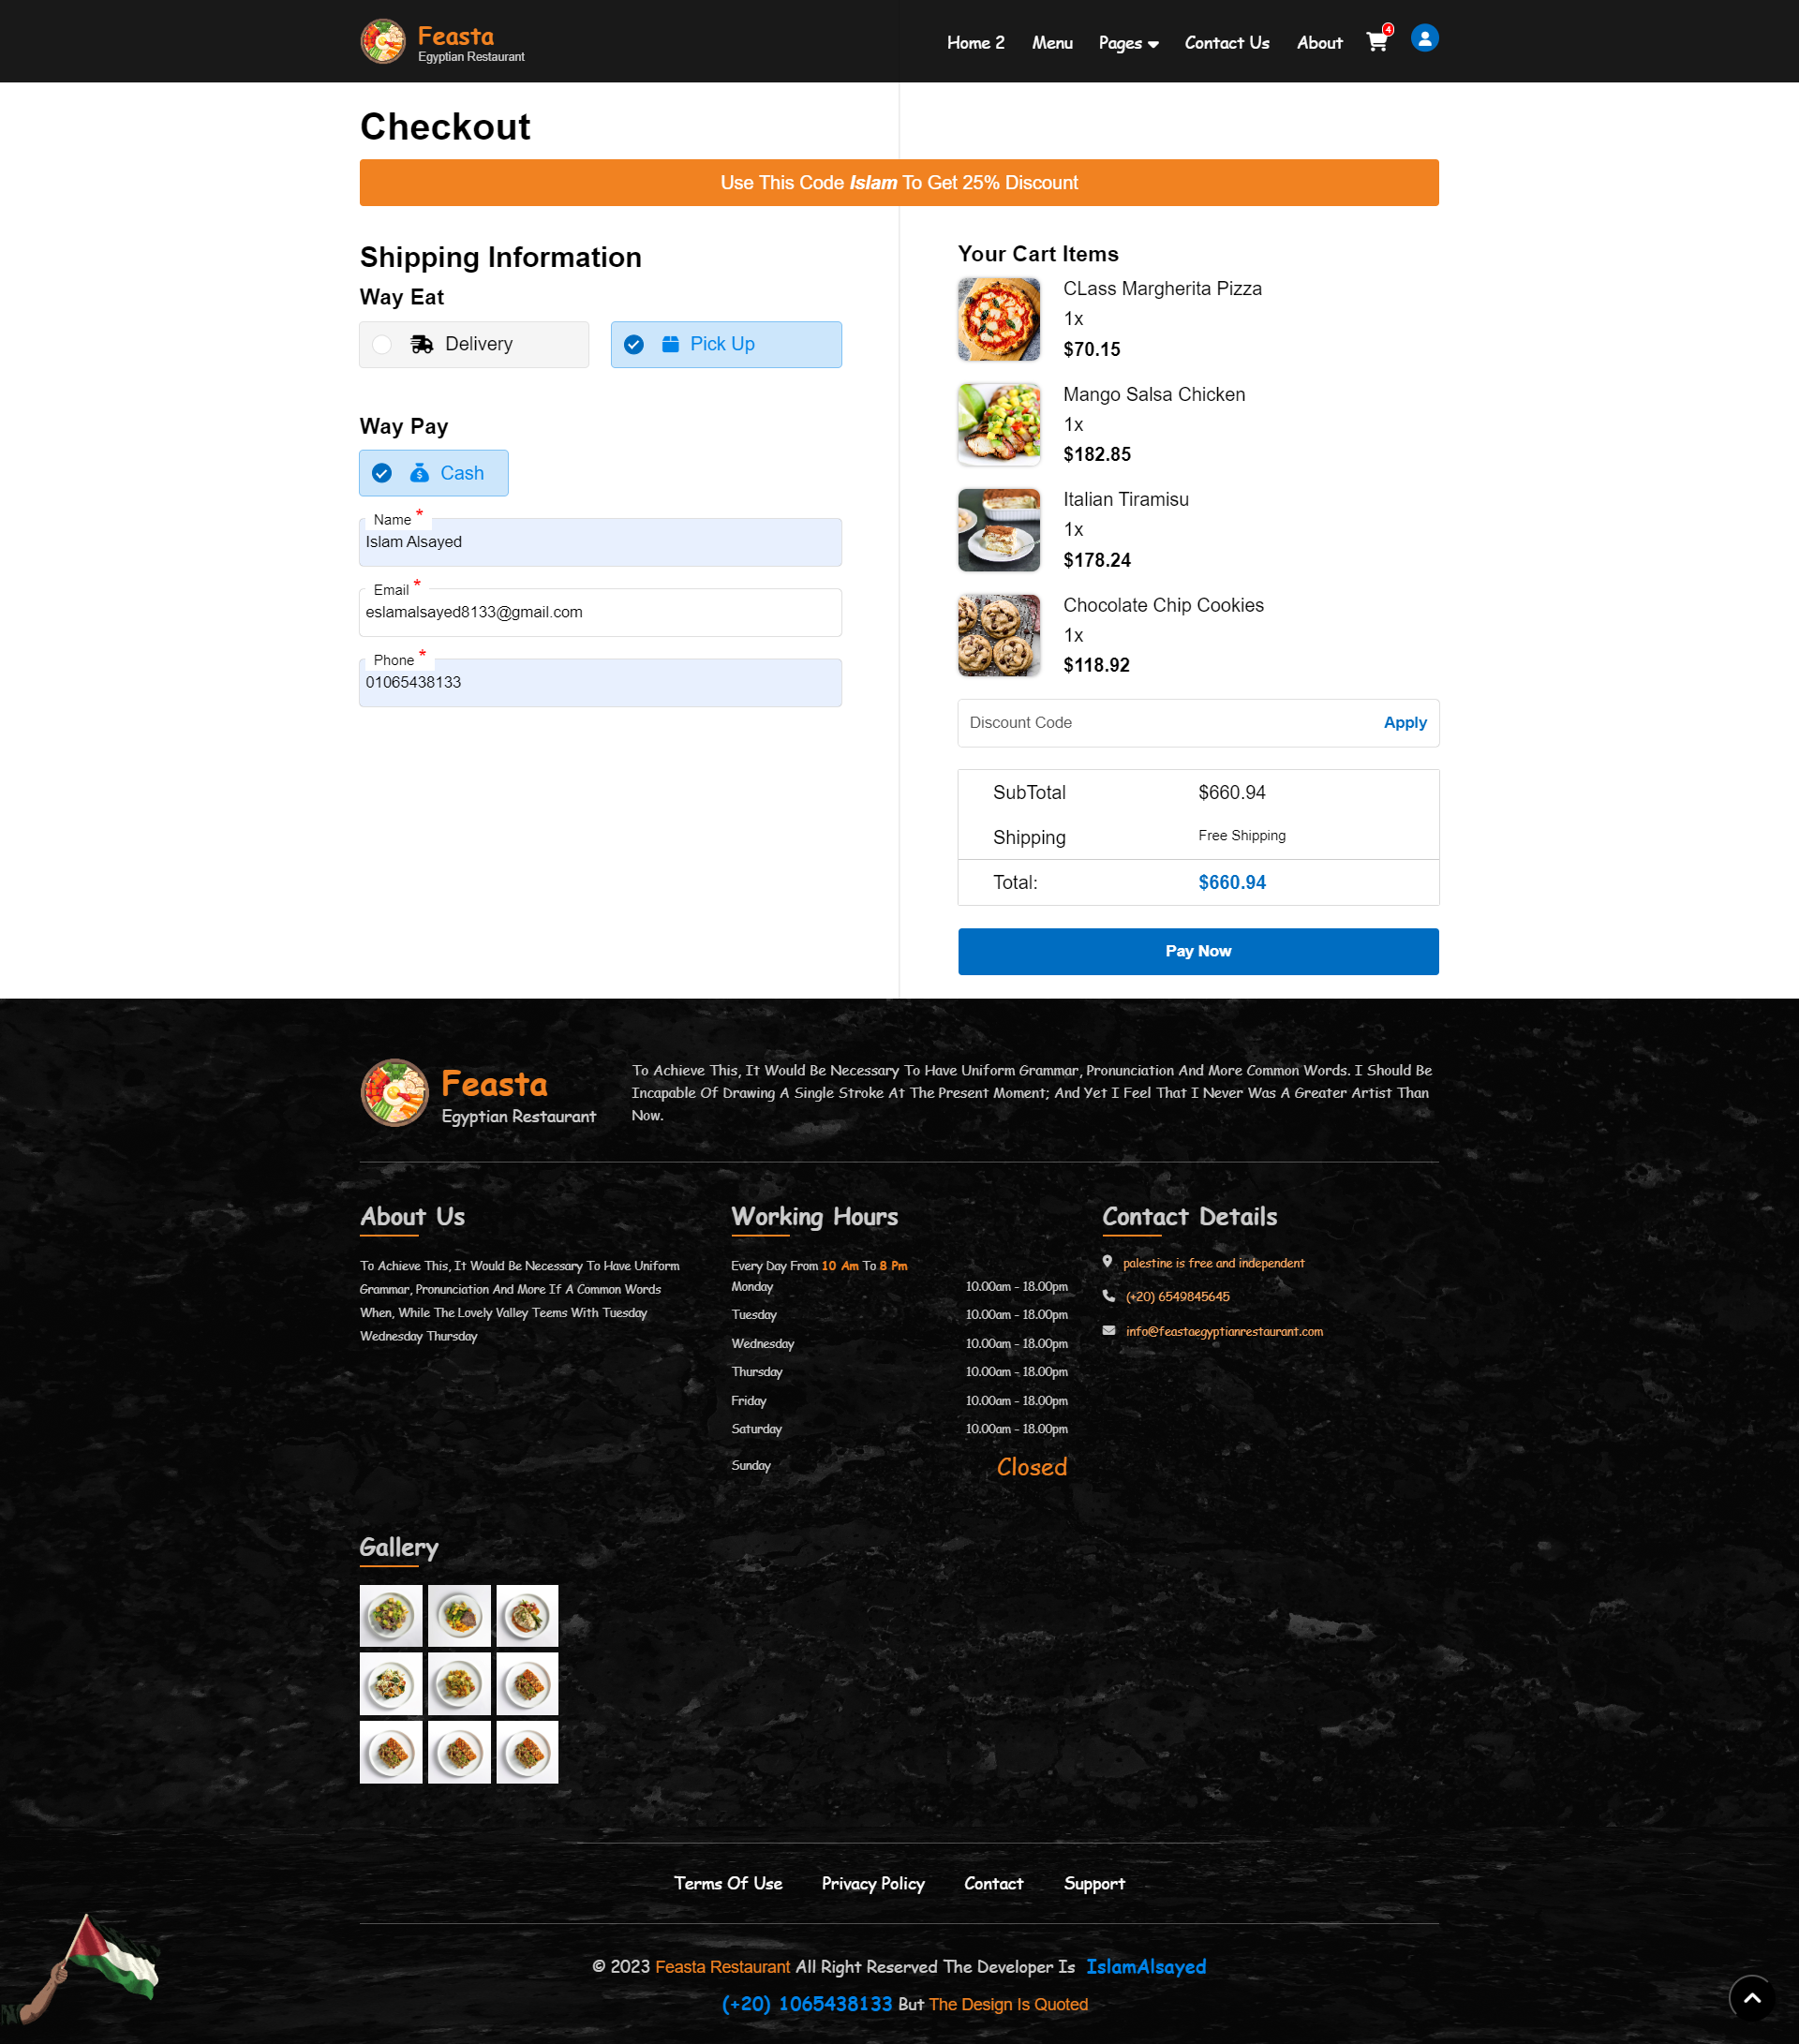 Feasta
Egyptian Restaurant
Home 2 Menu Pages Contact Us About 4
Checkout
Use This Code Islam To Get 25% Discount
Shipping Information
Way Eat
Delivery Pick Up
Way Pay
Cash
Name *
Islam Alsayed
Email *
eslamalsayed8133@gmail.com
Phone *
01065438133
Your Cart Items
CLass Margherita Pizza
1x
$70.15
Mango Salsa Chicken
1x
$182.85
Italian Tiramisu
1x
$178.24
Chocolate Chip Cookies
1x
$118.92
Discount Code Apply
SubTotal $660.94
Shipping Free Shipping
Total: $660.94
Pay Now
Feasta
Egyptian Restaurant
To Achieve This, It Would Be Necessary To Have Uniform Grammar, Pronunciation And More Common Words. I Should Be
Incapable Of Drawing A Single Stroke At The Present Moment; And Yet I Feel That I Never Was A Greater Artist Than
Now.
About Us
To Achieve This, It Would Be Necessary To Have Uniform
Grammar, Pronunciation And More If A Common Words
When, While The Lovely Valley Teems With Tuesday
Wednesday Thursday
Working Hours
Every Day From 10 Am To 8 Pm
Monday 10.00am - 18.00pm
Tuesday 10.00am - 18.00pm
Wednesday 10.00am - 18.00pm
Thursday 10.00am - 18.00pm
Friday 10.00am - 18.00pm
Saturday 10.00am - 18.00pm
Sunday Closed
Contact Details
palestine is free and independent
(+20) 6549845645
info@feastaegyptianrestaurant.com
Gallery
Terms Of Use Privacy Policy Contact Support
© 2023 Feasta Restaurant All Right Reserved The Developer Is IslamAlsayed
(+20) 1065438133 But The Design Is Quoted